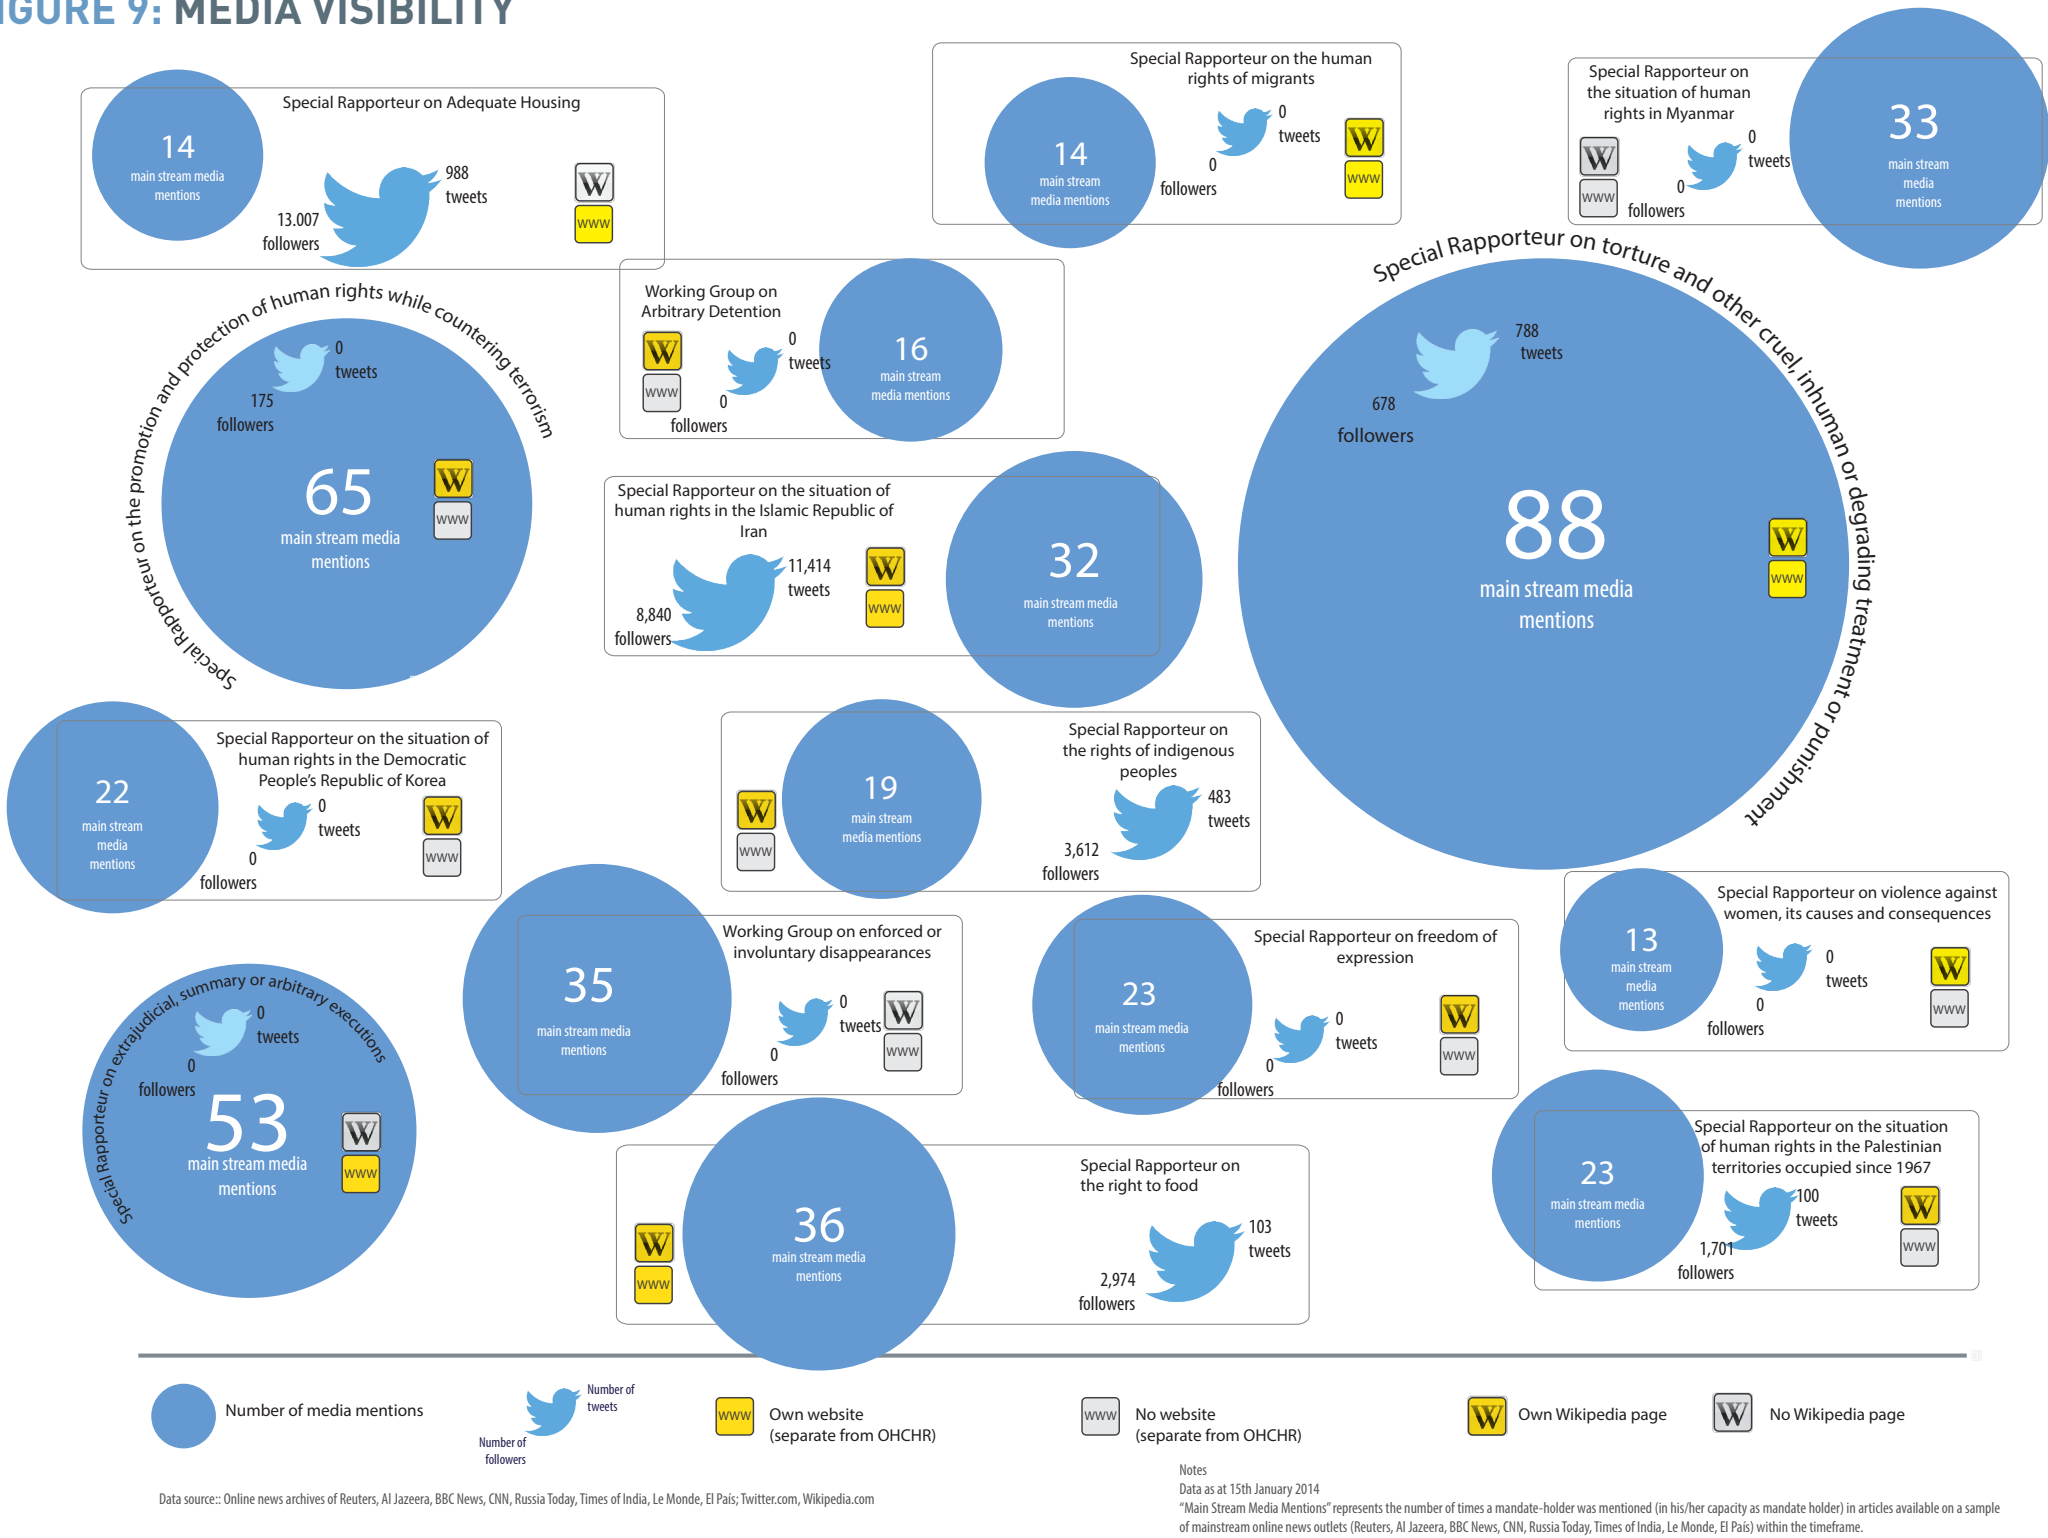 IGURE 9: MEDIA VISIBILITY
Special Rapporteur on Adequate Housing
14
main stream media
mentions
988
tweets
13.007
followers
W
www
Special Rapporteur on the human
rights of migrants
14
main stream
media mentions
0
tweets
0
followers
W
www
Special Rapporteur on
the situation of human
rights in Myanmar
W
www
0
tweets
0
followers
33
main stream
media
mentions
Special Rapporteur on the promotion and protection of human rights while countering terrorism
0
tweets
175
followers
65
main stream media
mentions
W
www
Working Group on
Arbitrary Detention
W
www
0
tweets
0
followers
16
main stream
media mentions
Special Rapporteur on torture and other cruel, inhuman or degrading treatment or punishment
788
tweets
678
followers
88
main stream media
mentions
W
www
Special Rapporteur on the situation of
human rights in the Islamic Republic of
Iran
11,414
tweets
8,840
followers
W
www
32
main stream media
mentions
22
main stream
media
mentions
Special Rapporteur on the situation of
human rights in the Democratic
People's Republic of Korea
0
tweets
0
followers
W
www
W
www
19
main stream
media mentions
Special Rapporteur on
the rights of indigenous
peoples
483
tweets
3,612
followers
13
main stream
media
mentions
Special Rapporteur on violence against
women, its causes and consequences
0
tweets
0
followers
W
www
35
main stream media
mentions
Working Group on enforced or
involuntary disappearances
0
tweets
0
followers
W
www
23
main stream media
mentions
Special Rapporteur on freedom of
expression
0
tweets
0
followers
W
www
Special Rapporteur on extrajudicial, summary or arbitrary executions
0
tweets
0
followers
53
main stream media
mentions
W
www
W
www
36
main stream media
mentions
Special Rapporteur on
the right to food
103
tweets
2,974
followers
23
main stream media
mentions
Special Rapporteur on the situation
of human rights in the Palestinian
territories occupied since 1967
100
tweets
1,701
followers
W
www
Number of media mentions
Number of
tweets
Number of
followers
www
Own website
(separate from OHCHR)
www
No website
(separate from OHCHR)
W
Own Wikipedia page
W
No Wikipedia page
Data source:: Online news archives of Reuters, Al Jazeera, BBC News, CNN, Russia Today, Times of India, Le Monde, El País; Twitter.com, Wikipedia.com
Notes
Data as at 15th January 2014
“Main Stream Media Mentions” represents the number of times a mandate-holder was mentioned (in his/her capacity as mandate holder) in articles available on a sample
of mainstream online news outlets (Reuters, Al Jazeera, BBC News, CNN, Russia Today, Times of India, Le Monde, El País) within the timeframe.